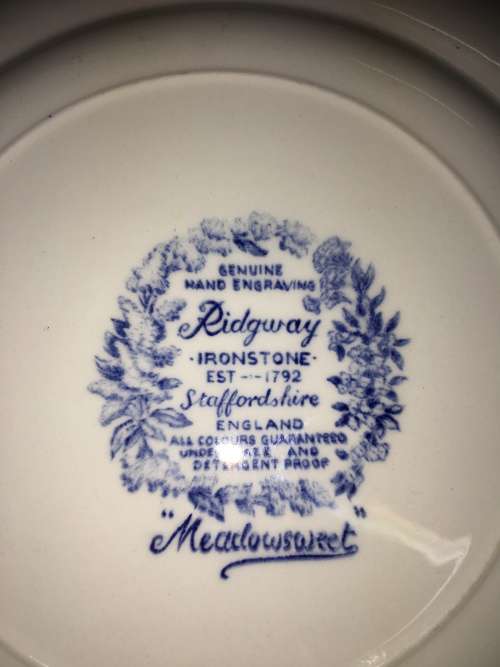 GENUINE
HAND ENGRAVING
Ridgway
·IRONSTONE·
EST - - 1792
Staffordshire
ENGLAND
ALL COLOURS GUARANTEED
AND
DETERGENT PROOF
"Meadowsweet"